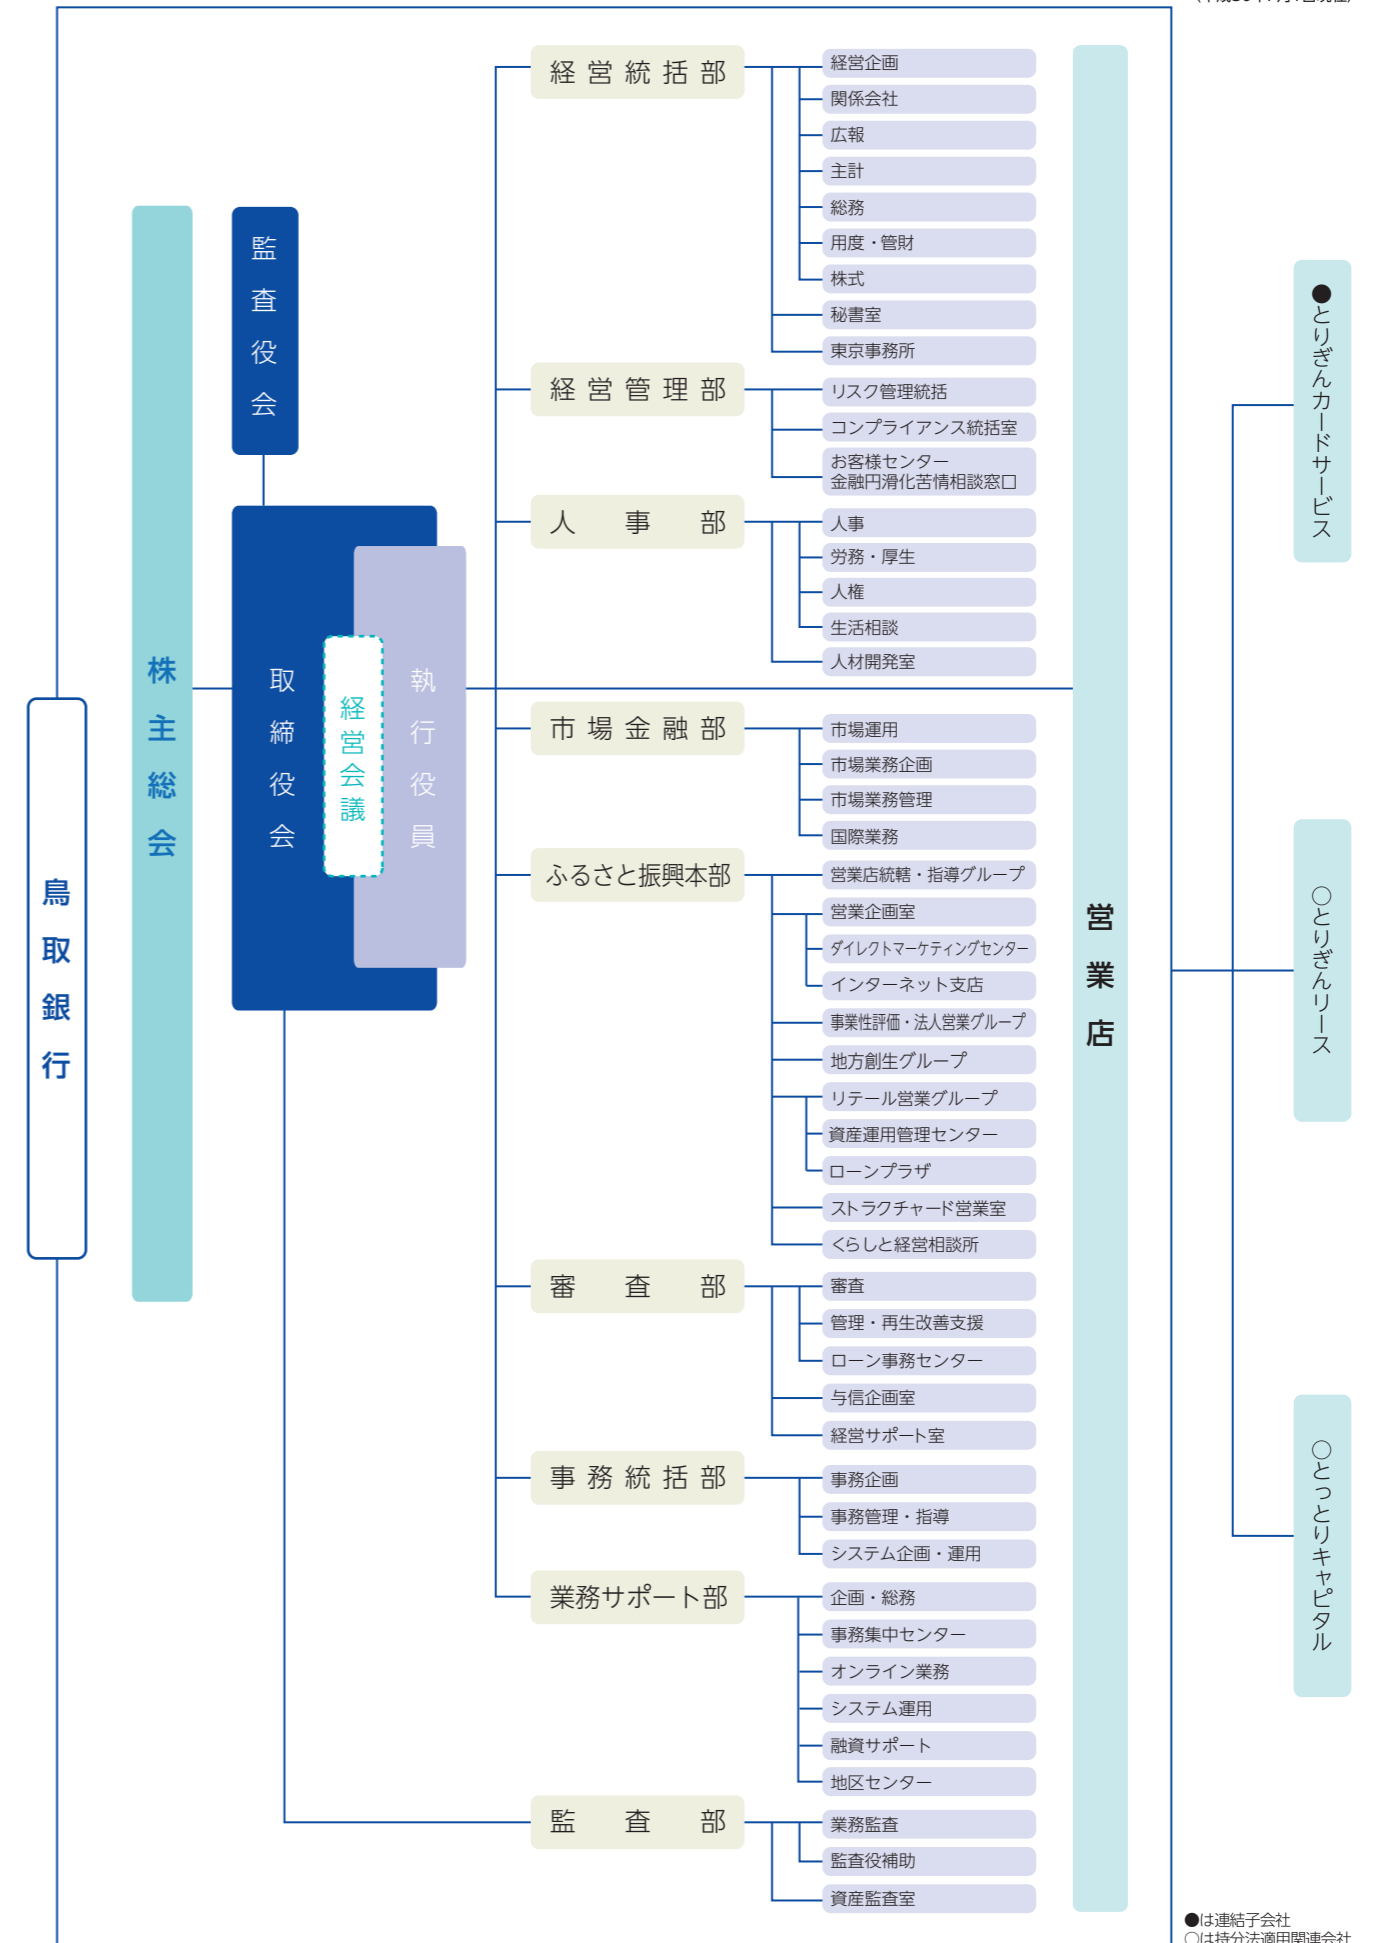 鳥取銀行
株主総会
監査役会
取締役会
経営会議
執行役員
経営統括部
経営企画
関係会社
広報
主計
総務
用度・管財
株式
秘書室
東京事務所
経営管理部
リスク管理統括
コンプライアンス統括室
お客様センター
金融円滑化苦情相談窓口
人事部
人事
労務・厚生
人権
生活相談
人材開発室
市場金融部
市場運用
市場業務企画
市場業務管理
国際業務
ふるさと振興本部
営業店統轄・指導グループ
営業企画室
ダイレクトマーケティングセンター
インターネット支店
事業性評価・法人営業グループ
地方創生グループ
リテール営業グループ
資産運用管理センター
ローンプラザ
ストラクチャード営業室
くらしと経営相談所
審査部
審査
管理・再生改善支援
ローン事務センター
与信企画室
経営サポート室
事務統括部
事務企画
事務管理・指導
システム企画・運用
業務サポート部
企画・総務
事務集中センター
オンライン業務
システム運用
融資サポート
地区センター
監査部
業務監査
監査役補助
資産監査室
営業店
●とりぎんカードサービス
○とりぎんリース
○とっとりキャピタル
●は連結子会社
○は持分法適用関連会社